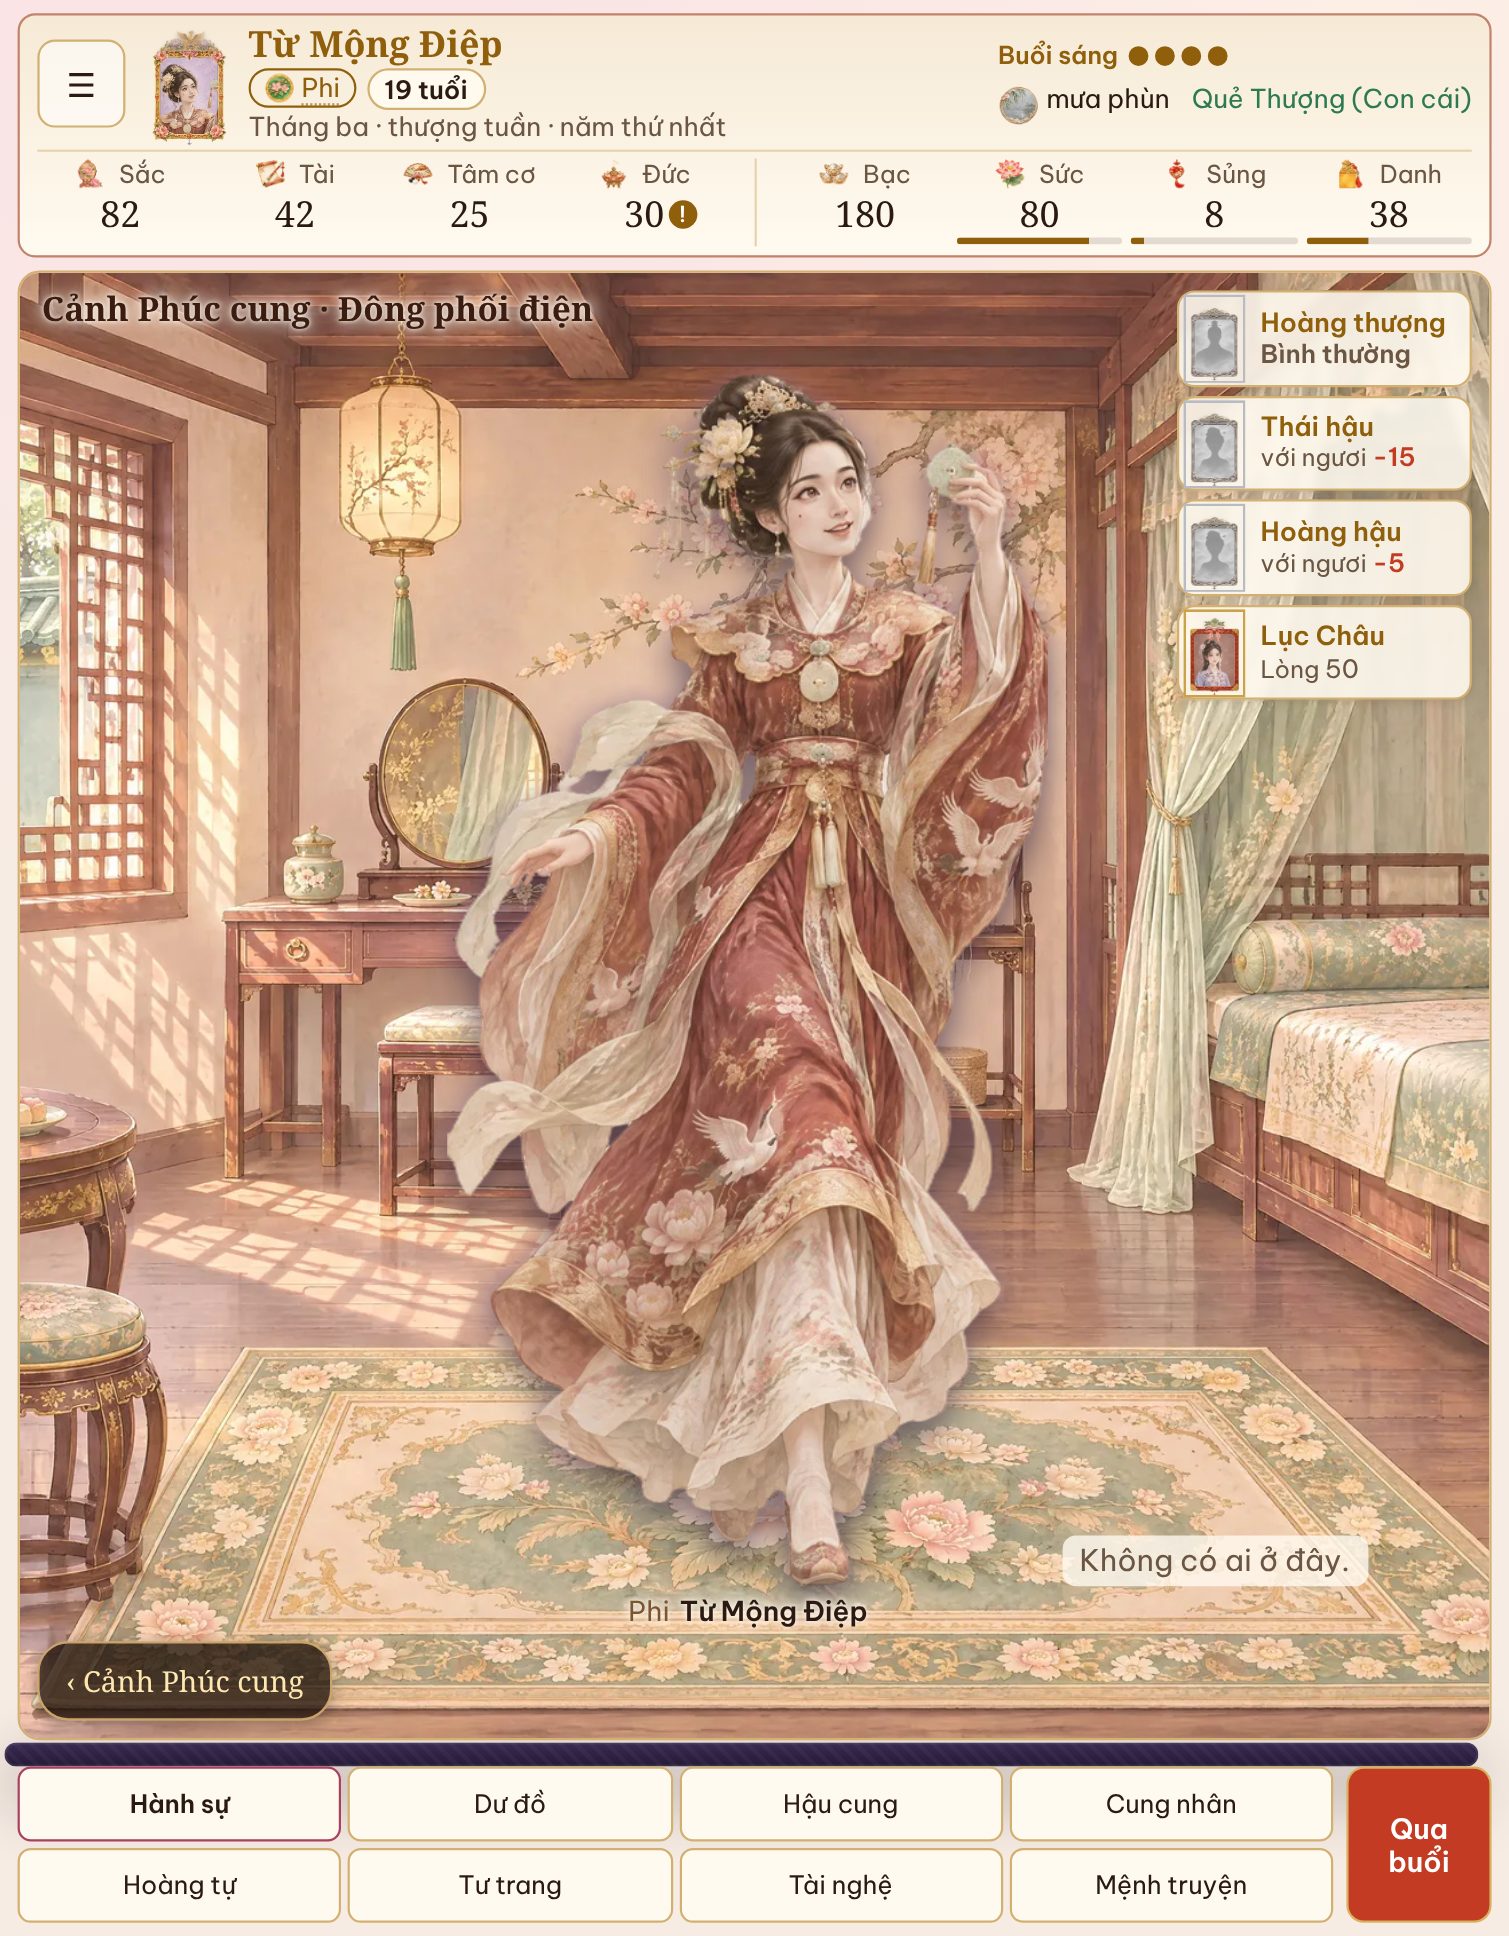 ☰
Từ Mộng Điệp
Phi
19 tuổi
Tháng ba · thượng tuần · năm thứ nhất
Buổi sáng
mưa phùn
Quẻ Thượng (Con cái)
Sắc
82
Tài
42
Tâm cơ
25
Đức
30 !
Bạc
180
Sức
80
Sủng
8
Danh
38
Cảnh Phúc cung · Đông phối điện
Hoàng thượng
Bình thường
Thái hậu
với ngươi -15
Hoàng hậu
với ngươi -5
Lục Châu
Lòng 50
Không có ai ở đây.
Phi Từ Mộng Điệp
‹ Cảnh Phúc cung
Hành sự
Dư đồ
Hậu cung
Cung nhân
Hoàng tự
Tư trang
Tài nghệ
Mệnh truyện
Qua
buổi